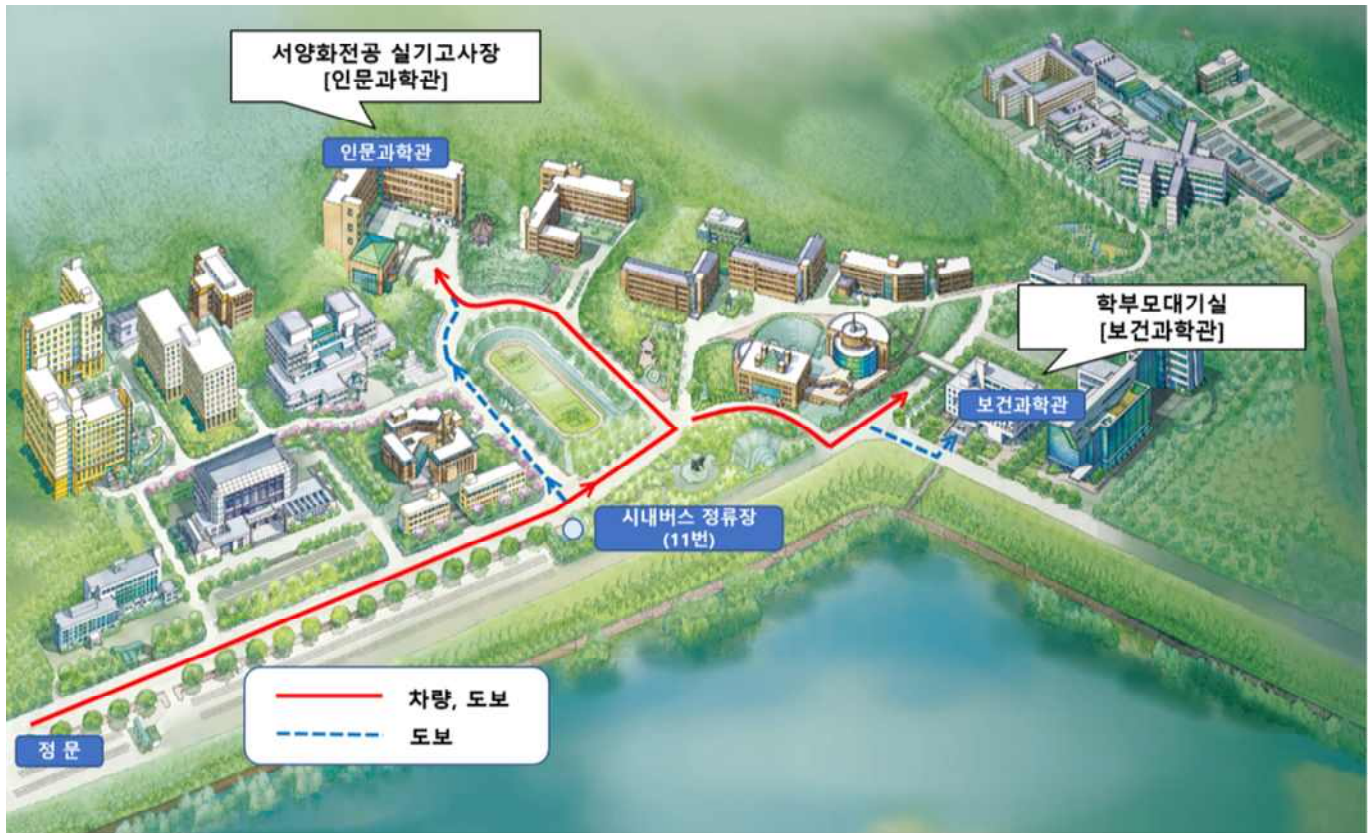 서양화전공 실기고사장
[인문과학관]
인문과학관
학부모대기실
[보건과학관]
보건과학관
시내버스 정류장
(11번)
차량, 도보
도보
정 문